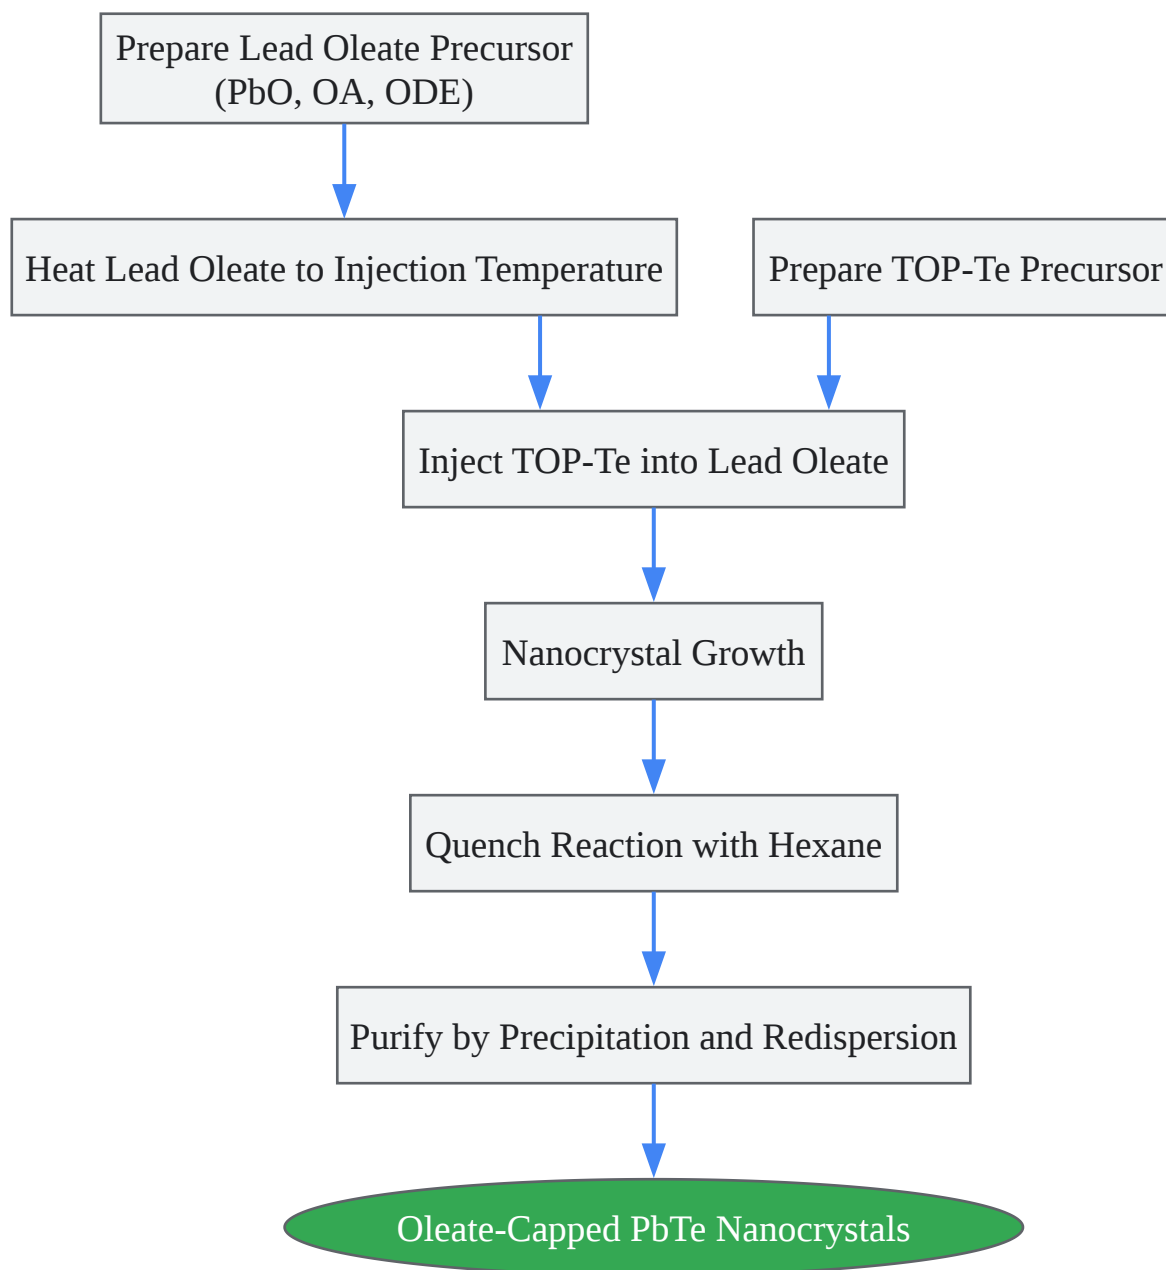 Prepare Lead Oleate Precursor
(PbO, OA, ODE)
Heat Lead Oleate to Injection Temperature
Prepare TOP-Te Precursor
Inject TOP-Te into Lead Oleate
Nanocrystal Growth
Quench Reaction with Hexane
Purify by Precipitation and Redispersion
Oleate-Capped PbTe Nanocrystals